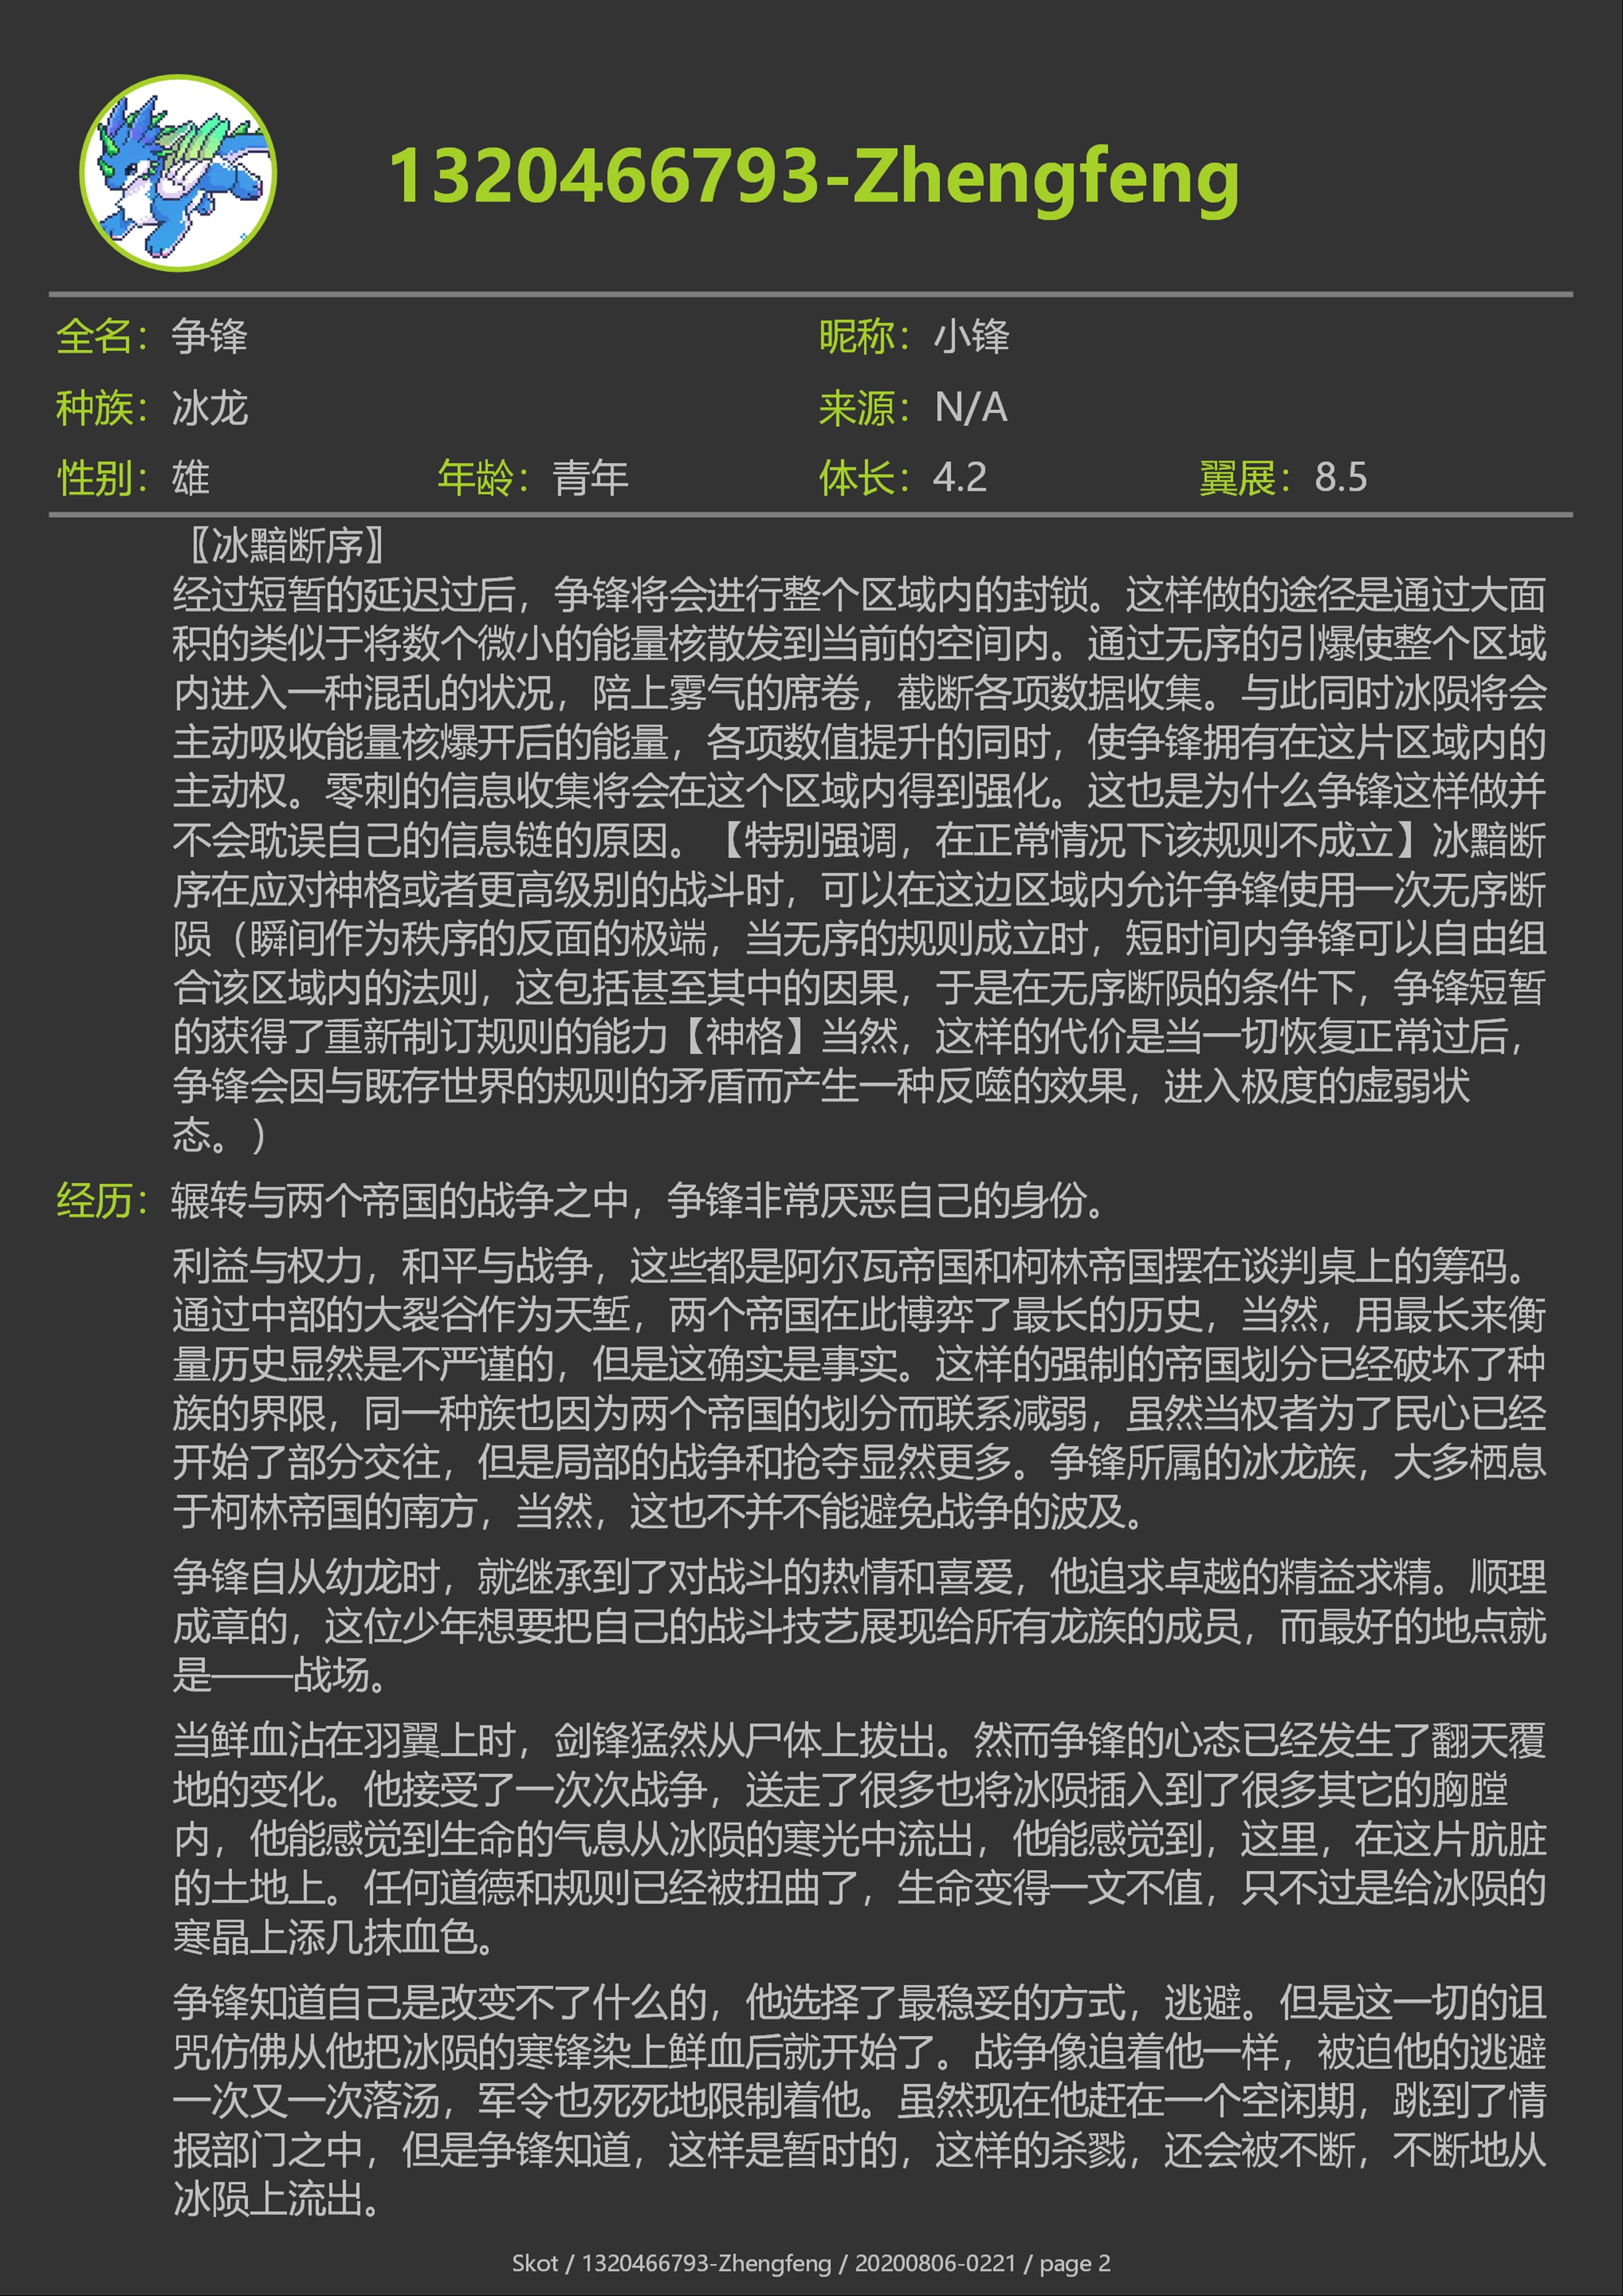 1320466793-Zhengfeng
全名：争锋 昵称：小锋
种族：冰龙 来源：N/A
性别：雄 年龄：青年 体长：4.2 翼展：8.5
〖冰黯断序〗
经过短暂的延迟过后，争锋将会进行整个区域内的封锁。这样做的途径是通过大面
积的类似于将数个微小的能量核散发到当前的空间内。通过无序的引爆使整个区域
内进入一种混乱的状况，陪上雾气的席卷，截断各项数据收集。与此同时冰陨将会
主动吸收能量核爆开后的能量，各项数值提升的同时，使争锋拥有在这片区域内的
主动权。零刺的信息收集将会在这个区域内得到强化。这也是为什么争锋这样做并
不会耽误自己的信息链的原因。【特别强调，在正常情况下该规则不成立】冰黯断
序在应对神格或者更高级别的战斗时，可以在这边区域内允许争锋使用一次无序断
陨（瞬间作为秩序的反面的极端，当无序的规则成立时，短时间内争锋可以自由组
合该区域内的法则，这包括甚至其中的因果，于是在无序断陨的条件下，争锋短暂
的获得了重新制订规则的能力【神格】当然，这样的代价是当一切恢复正常过后，
争锋会因与既存世界的规则的矛盾而产生一种反噬的效果，进入极度的虚弱状
态。）
经历：辗转与两个帝国的战争之中，争锋非常厌恶自己的身份。
利益与权力，和平与战争，这些都是阿尔瓦帝国和柯林帝国摆在谈判桌上的筹码。
通过中部的大裂谷作为天堑，两个帝国在此博弈了最长的历史，当然，用最长来衡
量历史显然是不严谨的，但是这确实是事实。这样的强制的帝国划分已经破坏了种
族的界限，同一种族也因为两个帝国的划分而联系减弱，虽然当权者为了民心已经
开始了部分交往，但是局部的战争和抢夺显然更多。争锋所属的冰龙族，大多栖息
于柯林帝国的南方，当然，这也不并不能避免战争的波及。
争锋自从幼龙时，就继承到了对战斗的热情和喜爱，他追求卓越的精益求精。顺理
成章的，这位少年想要把自己的战斗技艺展现给所有龙族的成员，而最好的地点就
是——战场。
当鲜血沾在羽翼上时，剑锋猛然从尸体上拔出。然而争锋的心态已经发生了翻天覆
地的变化。他接受了一次次战争，送走了很多也将冰陨插入到了很多其它的胸膛
内，他能感觉到生命的气息从冰陨的寒光中流出，他能感觉到，这里，在这片肮脏
的土地上。任何道德和规则已经被扭曲了，生命变得一文不值，只不过是给冰陨的
寒晶上添几抹血色。
争锋知道自己是改变不了什么的，他选择了最稳妥的方式，逃避。但是这一切的诅
咒仿佛从他把冰陨的寒锋染上鲜血后就开始了。战争像追着他一样，被迫他的逃避
一次又一次落汤，军令也死死地限制着他。虽然现在他赶在一个空闲期，跳到了情
报部门之中，但是争锋知道，这样是暂时的，这样的杀戮，还会被不断，不断地从
冰陨上流出。
Skot / 1320466793-Zhengfeng / 20200806-0221 / page 2